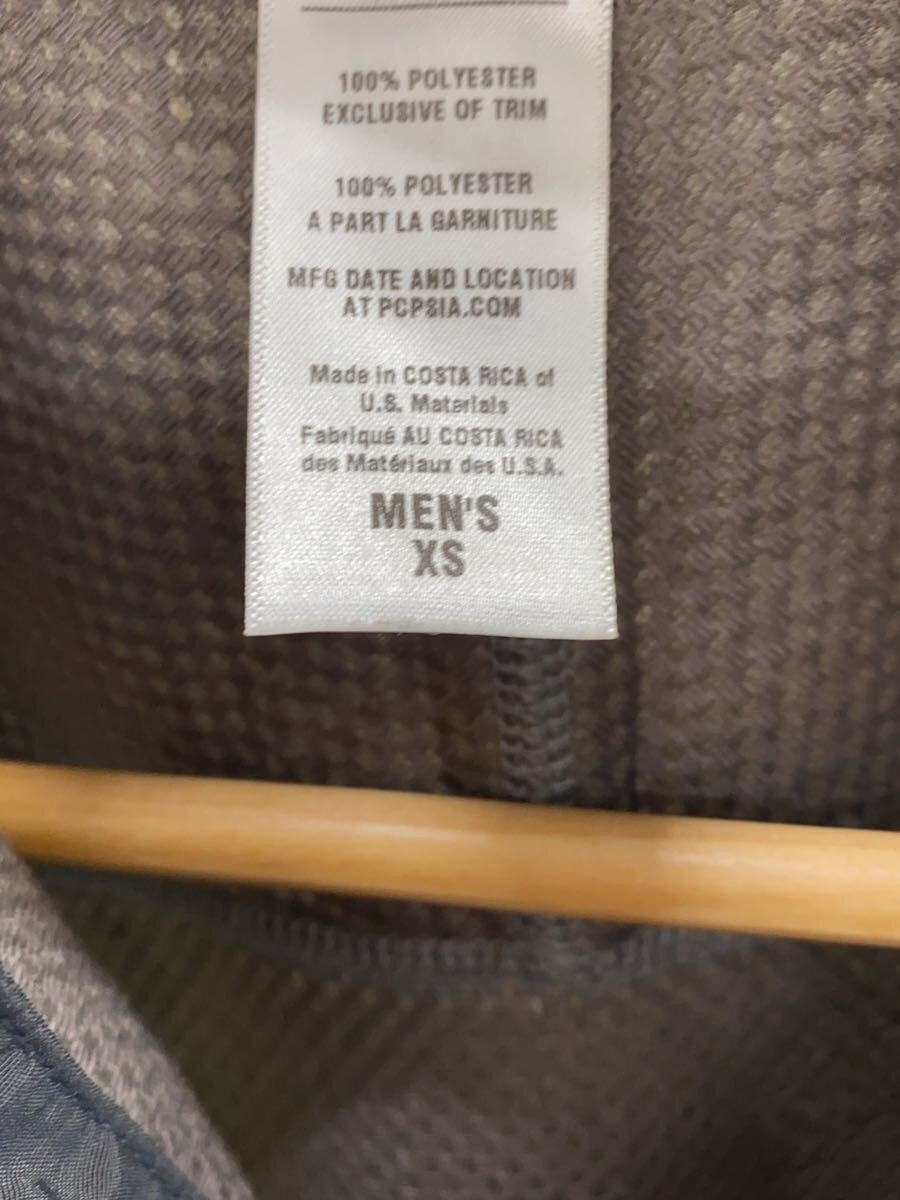 100% POLYESTER
EXCLUSIVE OF TRIM
100% POLYESTER
A PART LA GARNITURE
MFG DATE AND LOCATION
AT PCPSIA.COM
Made in COSTA RICA of
U.S. Materials
Fabriqué AU COSTA RICA
des Matériaux des U.S.A.
MEN'S
XS